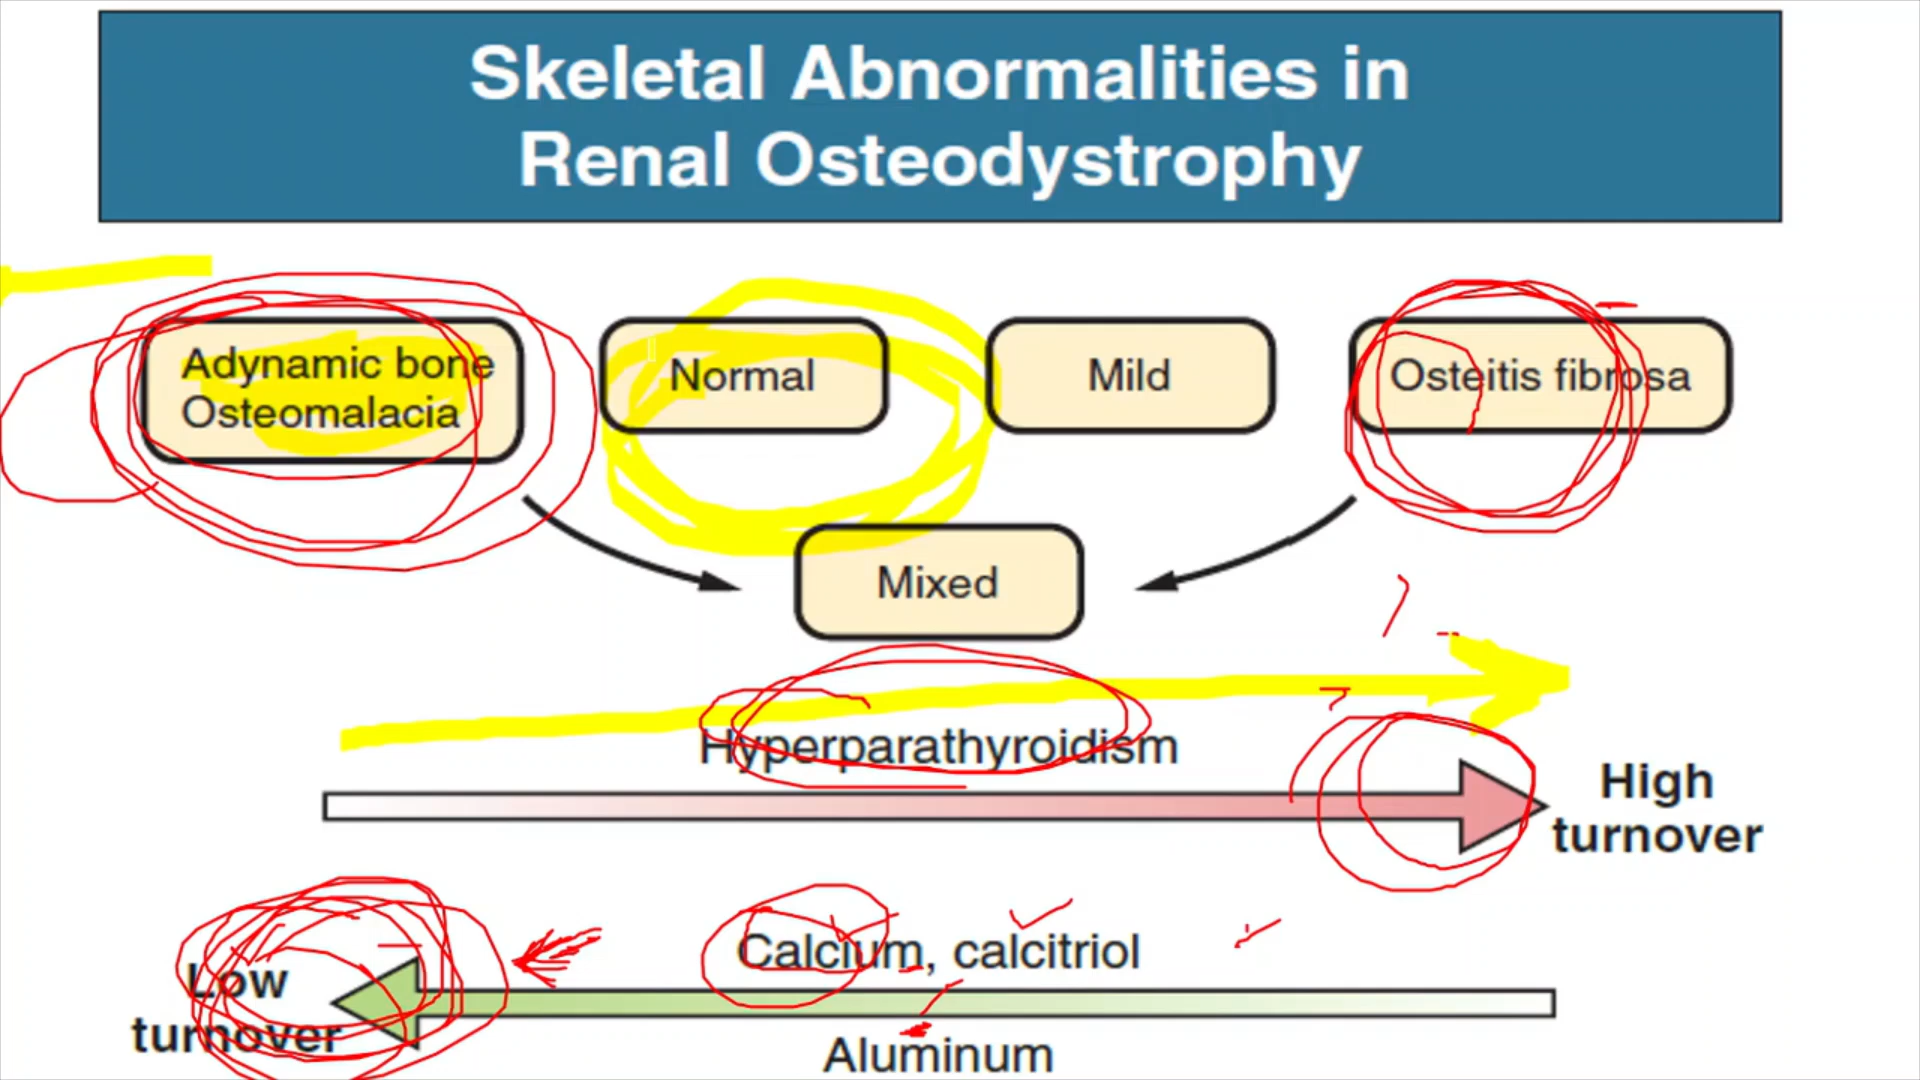 Skeletal Abnormalities in
Renal Osteodystrophy
Adynamic bone
Osteomalacia
Normal
Mild
Osteitis fibrosa
Mixed
Hyperparathyroidism
High
turnover
Calcium, calcitriol
Low
turnover
Aluminum